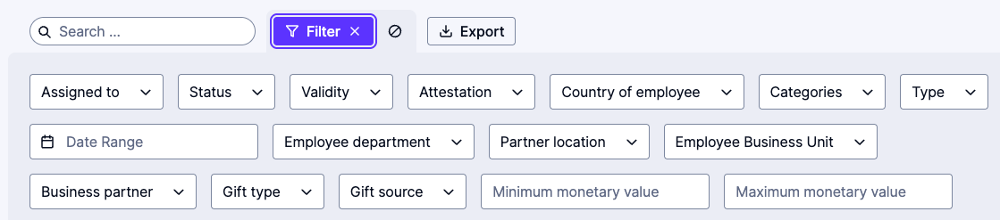 Search ... Filter Export
Assigned to Status Validity Attestation Country of employee Categories Type
Date Range Employee department Partner location Employee Business Unit
Business partner Gift type Gift source Minimum monetary value Maximum monetary value